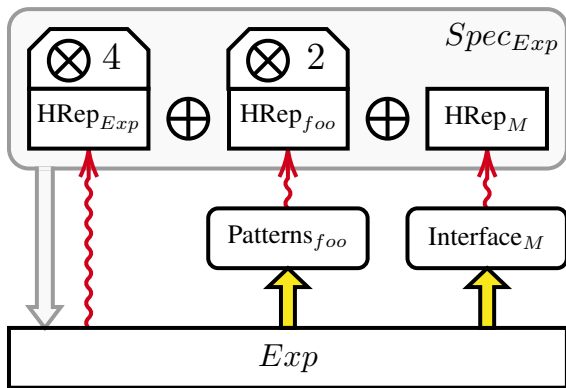 Spec_Exp
⊗ 4
⊗ 2
HRep_Exp ⊕ HRep_foo ⊕ HRep_M
Patterns_foo
Interface_M
Exp